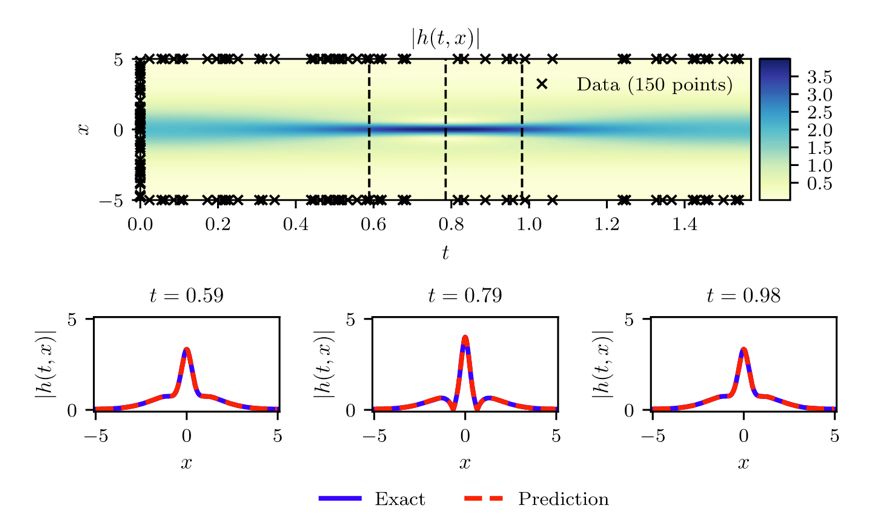 |h(t, x)|
5
0
−5
x
Data (150 points)
3.5
3.0
2.5
2.0
1.5
1.0
0.5
0.0 0.2 0.4 0.6 0.8 1.0 1.2 1.4
t
t = 0.59
|h(t, x)|
5
0
−5 0 5
x
t = 0.79
|h(t, x)|
5
0
−5 0 5
x
t = 0.98
|h(t, x)|
5
0
−5 0 5
x
Exact Prediction